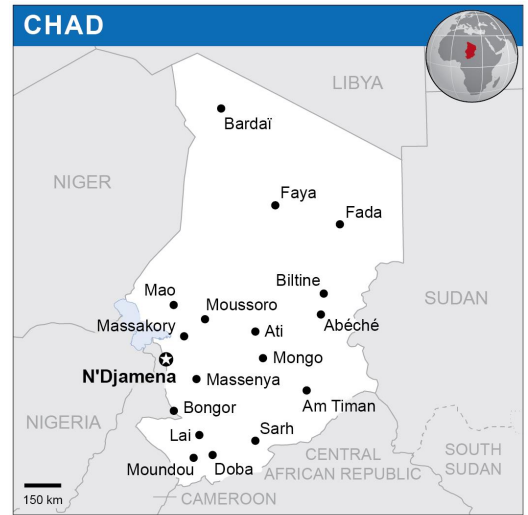 CHAD
LIBYA
Bardaï
NIGER
Faya
Fada
Biltine
Mao
SUDAN
Moussoro
Massakory
Abéché
Ati
Mongo
N'Djamena
Massenya
Am Timan
Bongor
NIGERIA
Sarh
Lai
CENTRAL
AFRICAN REPUBLIC
SOUTH
SUDAN
Moundou
Doba
150 km
CAMEROON